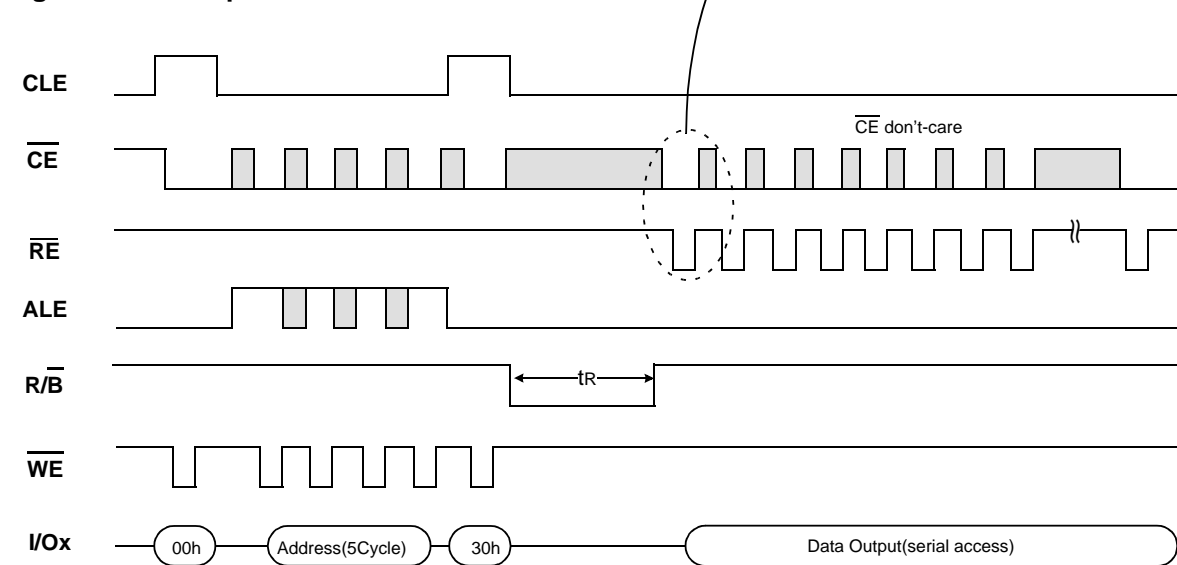 CLE
CE don't-care
CE
RE
ALE
R/B
tR
WE
I/Ox
00h
Address(5Cycle)
30h
Data Output(serial access)